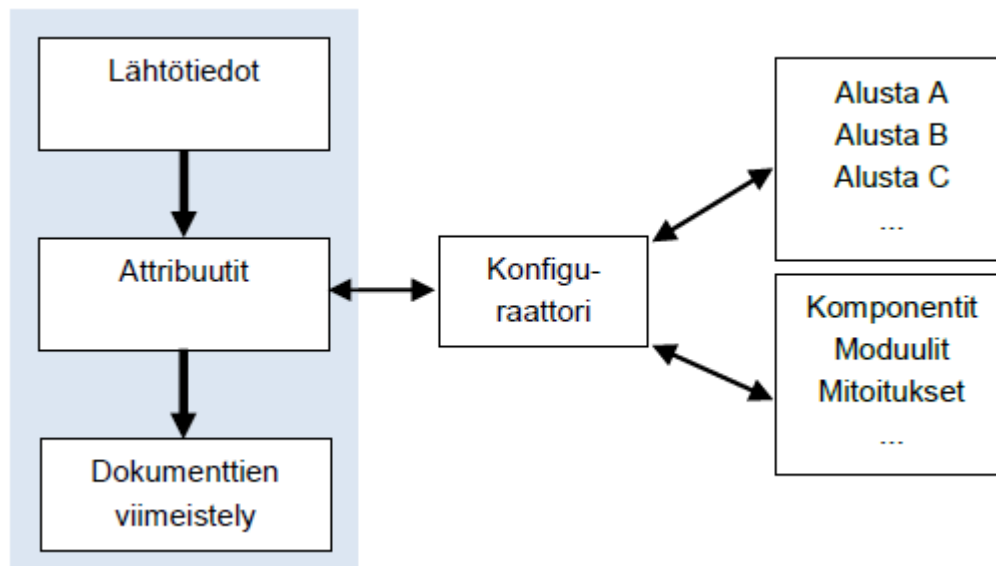 Lähtötiedot
Attribuutit
Dokumenttien
viimeistely
Konfigu-
raattori
Alusta A
Alusta B
Alusta C
...
Komponentit
Moduulit
Mitoitukset
...